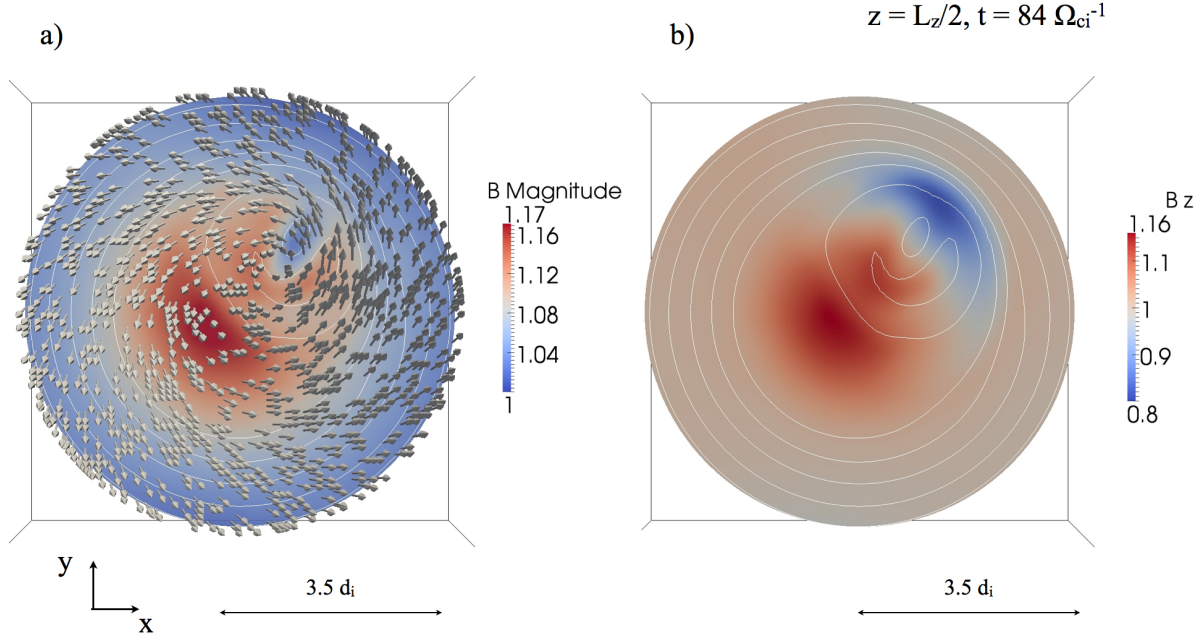 z = Lz/2, t = 84 Ωci-1
a)
b)
B Magnitude
1.17
1.16
1.12
1.08
1.04
1
B z
1.16
1.1
1
0.9
0.8
y
x
3.5 di
3.5 di